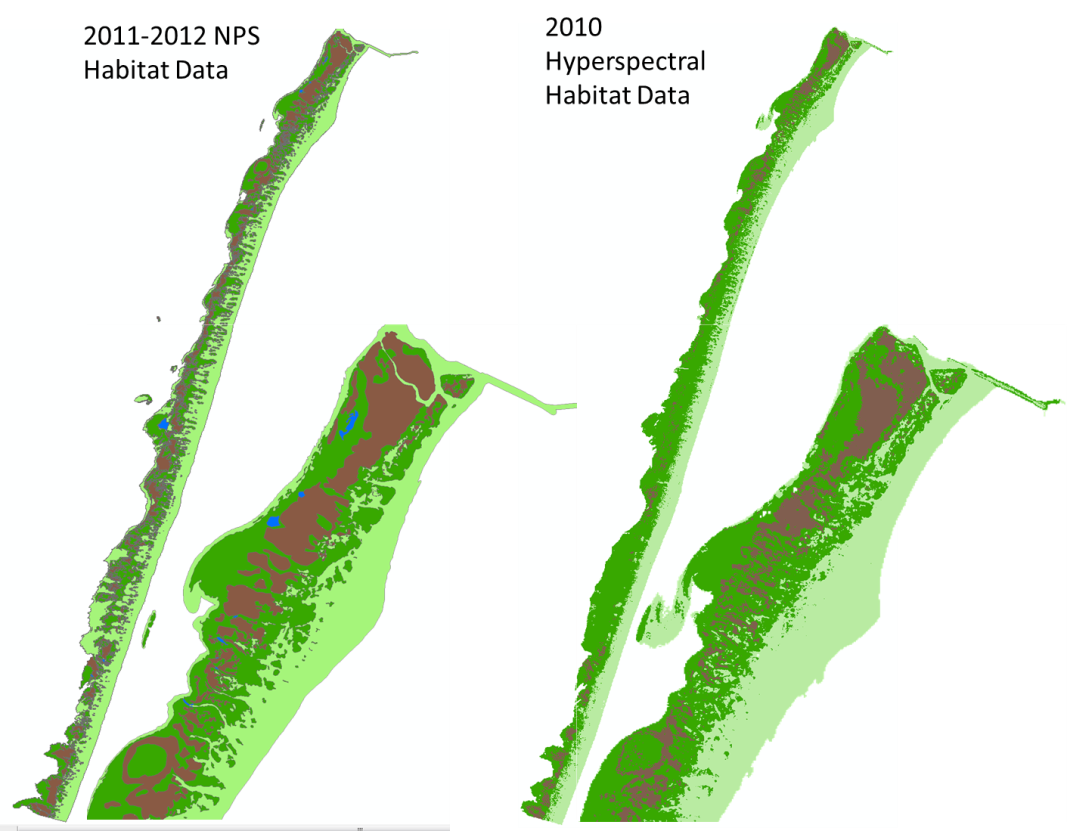 2011-2012 NPS
Habitat Data
2010
Hyperspectral
Habitat Data